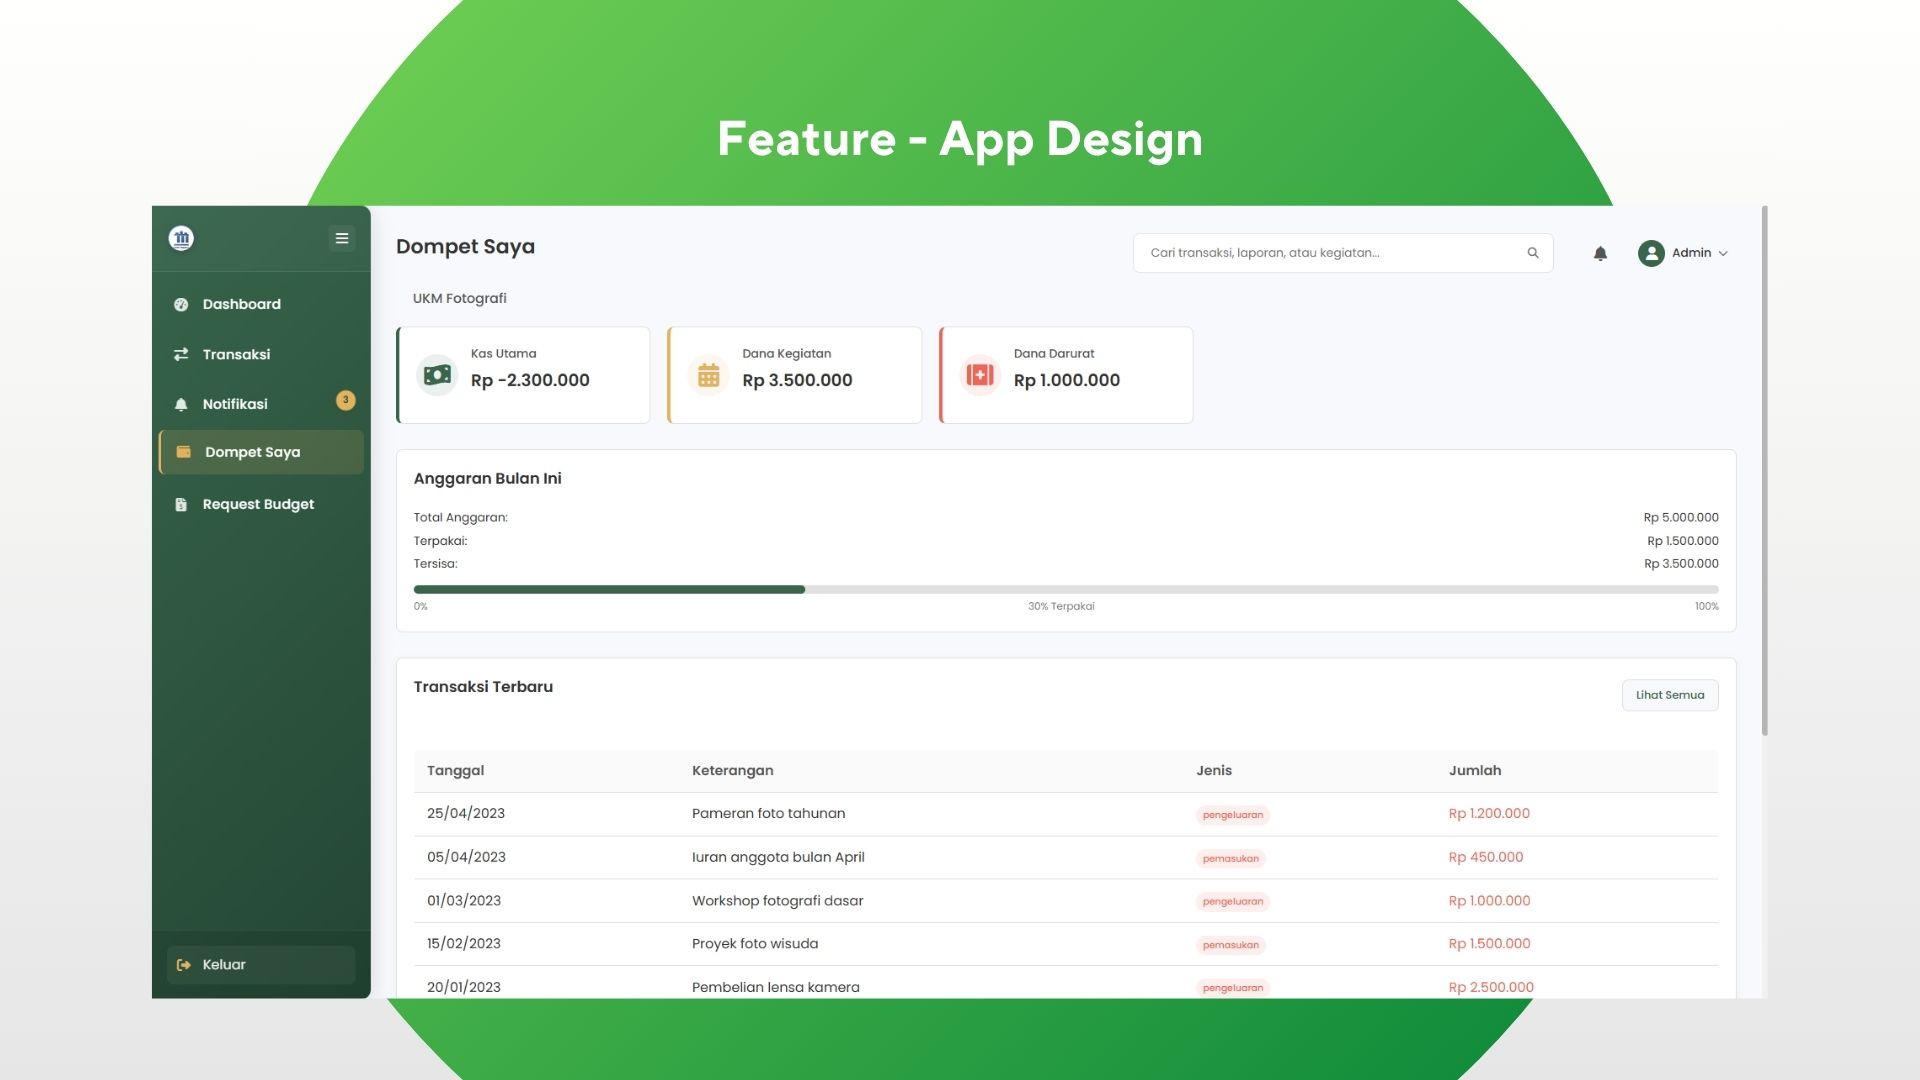 Feature - App Design
Dashboard
Transaksi
Notifikasi
3
Dompet Saya
Request Budget
Keluar
Dompet Saya
Cari transaksi, laporan, atau kegiatan...
Admin
UKM Fotografi
Kas Utama
Rp -2.300.000
Dana Kegiatan
Rp 3.500.000
Dana Darurat
Rp 1.000.000
Anggaran Bulan Ini
Total Anggaran: Rp 5.000.000
Terpakai: Rp 1.500.000
Tersisa: Rp 3.500.000
0% 30% Terpakai 100%
Transaksi Terbaru
Lihat Semua
Tanggal Keterangan Jenis Jumlah
25/04/2023 Pameran foto tahunan pengeluaran Rp 1.200.000
05/04/2023 Iuran anggota bulan April pemasukan Rp 450.000
01/03/2023 Workshop fotografi dasar pengeluaran Rp 1.000.000
15/02/2023 Proyek foto wisuda pemasukan Rp 1.500.000
20/01/2023 Pembelian lensa kamera pengeluaran Rp 2.500.000